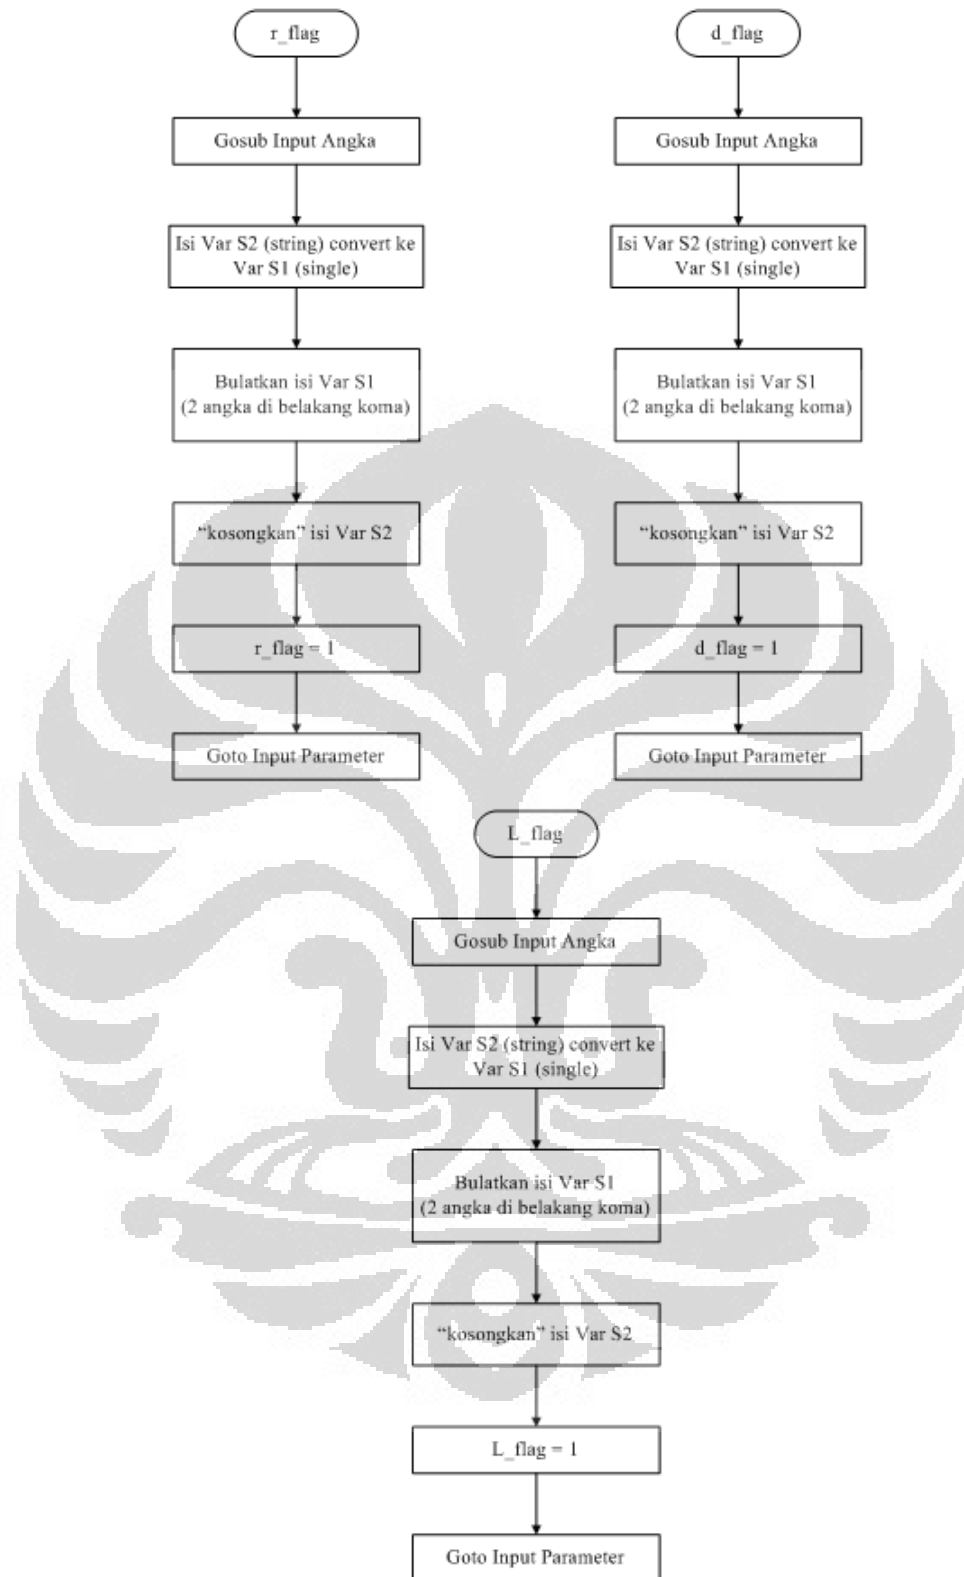 r_flag
Gosub Input Angka
Isi Var S2 (string) convert ke
Var S1 (single)
Bulatkan isi Var S1
(2 angka di belakang koma)
“kosongkan” isi Var S2
r_flag = 1
Goto Input Parameter
d_flag
Gosub Input Angka
Isi Var S2 (string) convert ke
Var S1 (single)
Bulatkan isi Var S1
(2 angka di belakang koma)
“kosongkan” isi Var S2
d_flag = 1
Goto Input Parameter
L_flag
Gosub Input Angka
Isi Var S2 (string) convert ke
Var S1 (single)
Bulatkan isi Var S1
(2 angka di belakang koma)
“kosongkan” isi Var S2
L_flag = 1
Goto Input Parameter